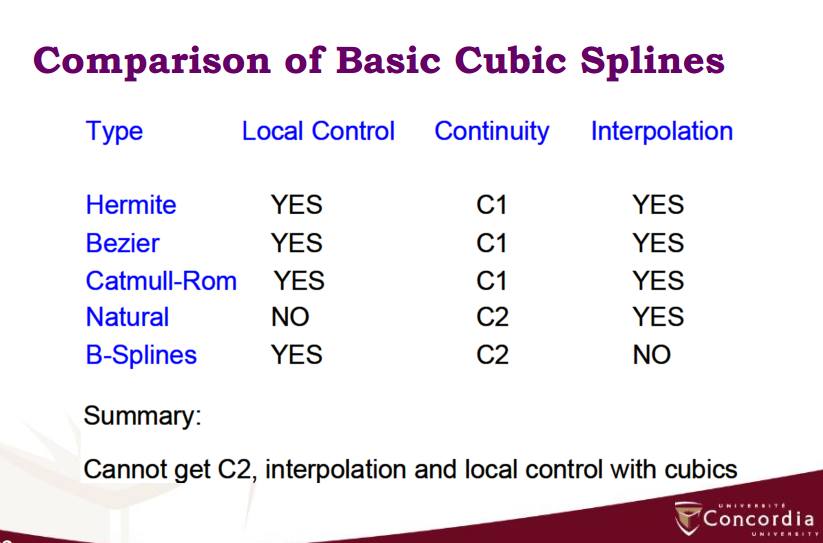 Comparison of Basic Cubic Splines
Type Local Control Continuity Interpolation
Hermite YES C1 YES
Bezier YES C1 YES
Catmull-Rom YES C1 YES
Natural NO C2 YES
B-Splines YES C2 NO
Summary:
Cannot get C2, interpolation and local control with cubics
UNIVERSITÉ
Concordia
UNIVERSITY